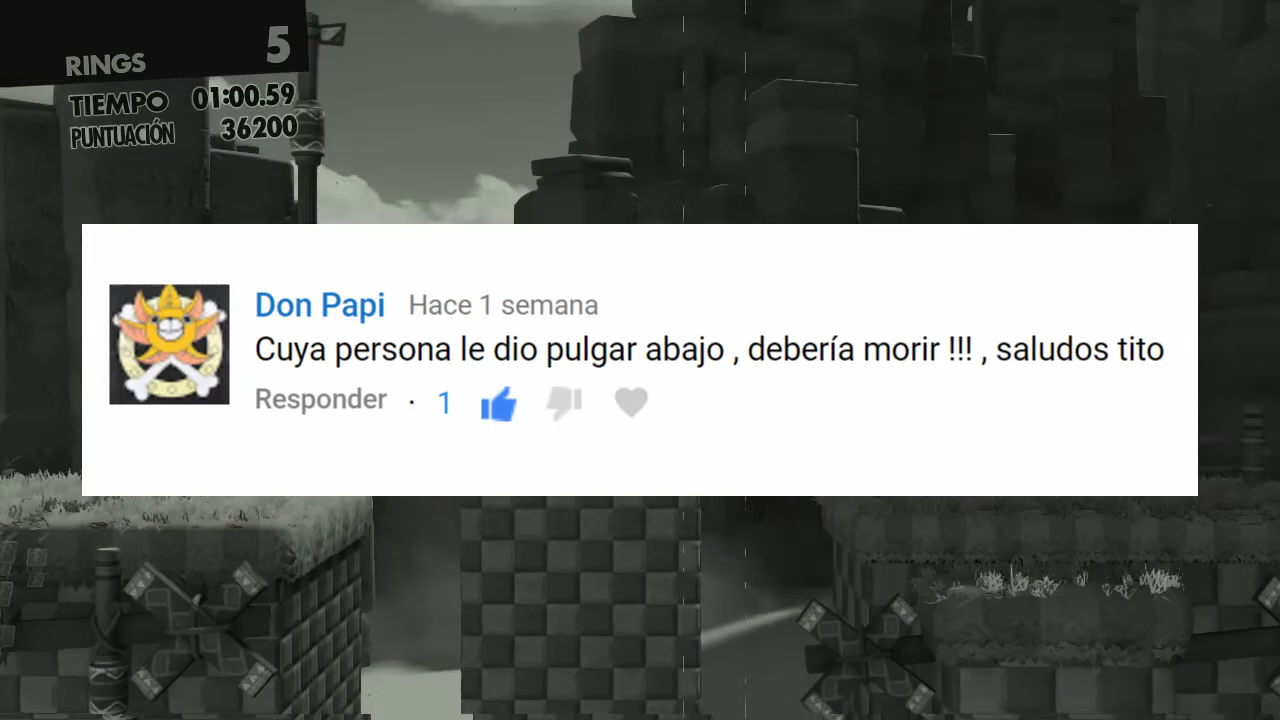 RINGS 5
TIEMPO 01:00.59
PUNTUACIÓN 36200
Don Papi Hace 1 semana
Cuya persona le dio pulgar abajo , debería morir !!! , saludos tito
Responder · 1